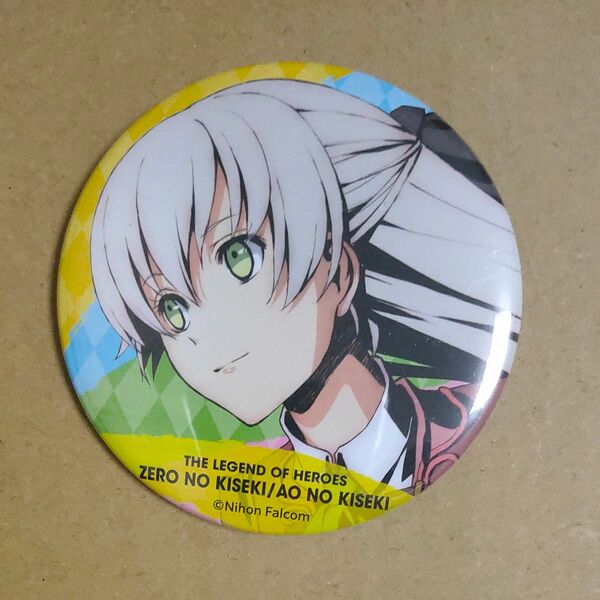 THE LEGEND OF HEROES
ZERO NO KISEKI/AO NO KISEKI
©Nihon Falcom